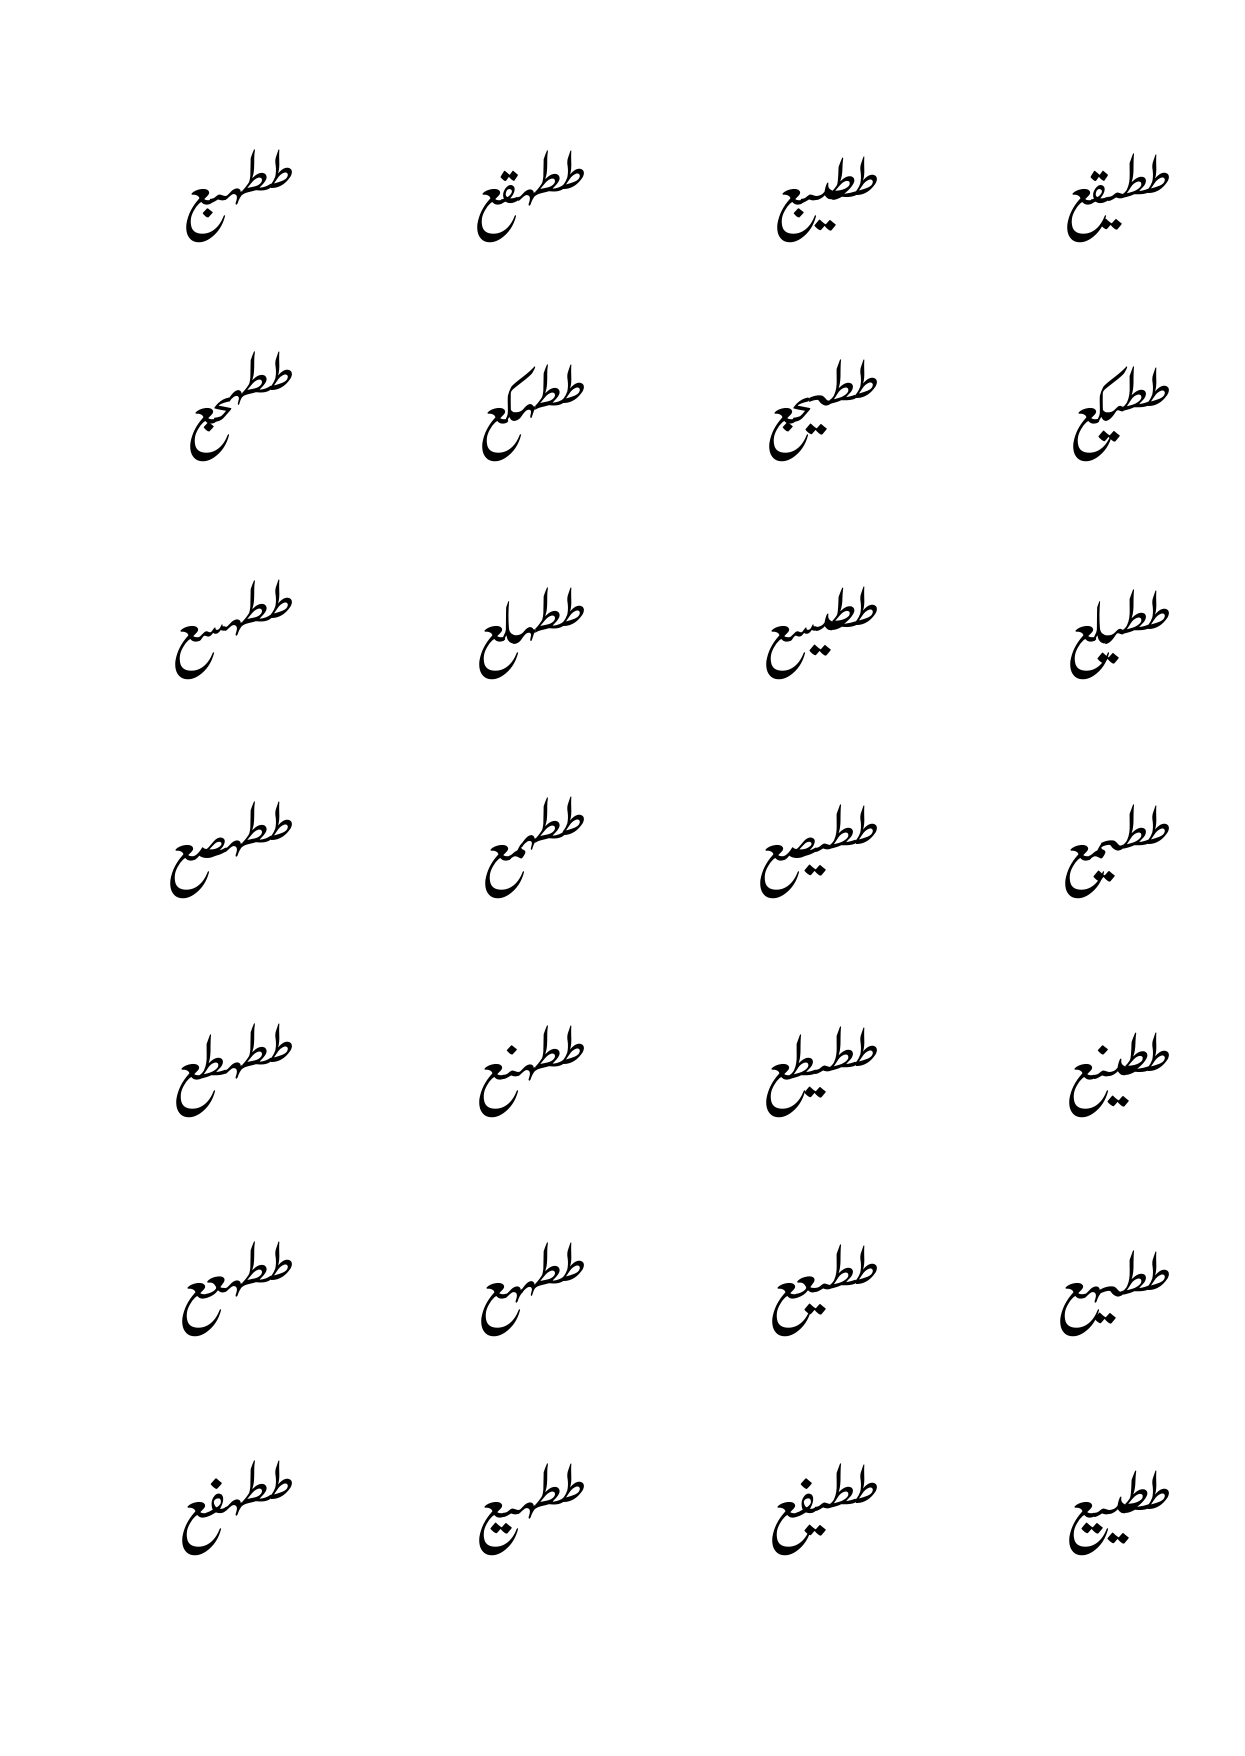 ططيقع ططيبع ططهقع ططهبع
ططيكع ططيجع ططهكع ططهجع
ططيلع ططيسع ططهلع ططهسع
ططيمع ططيصع ططهمع ططهصع
ططينع ططيطع ططهنع ططهطع
ططيهع ططيعع ططههع ططهعع
ططييع ططيفع ططهيع ططهفع